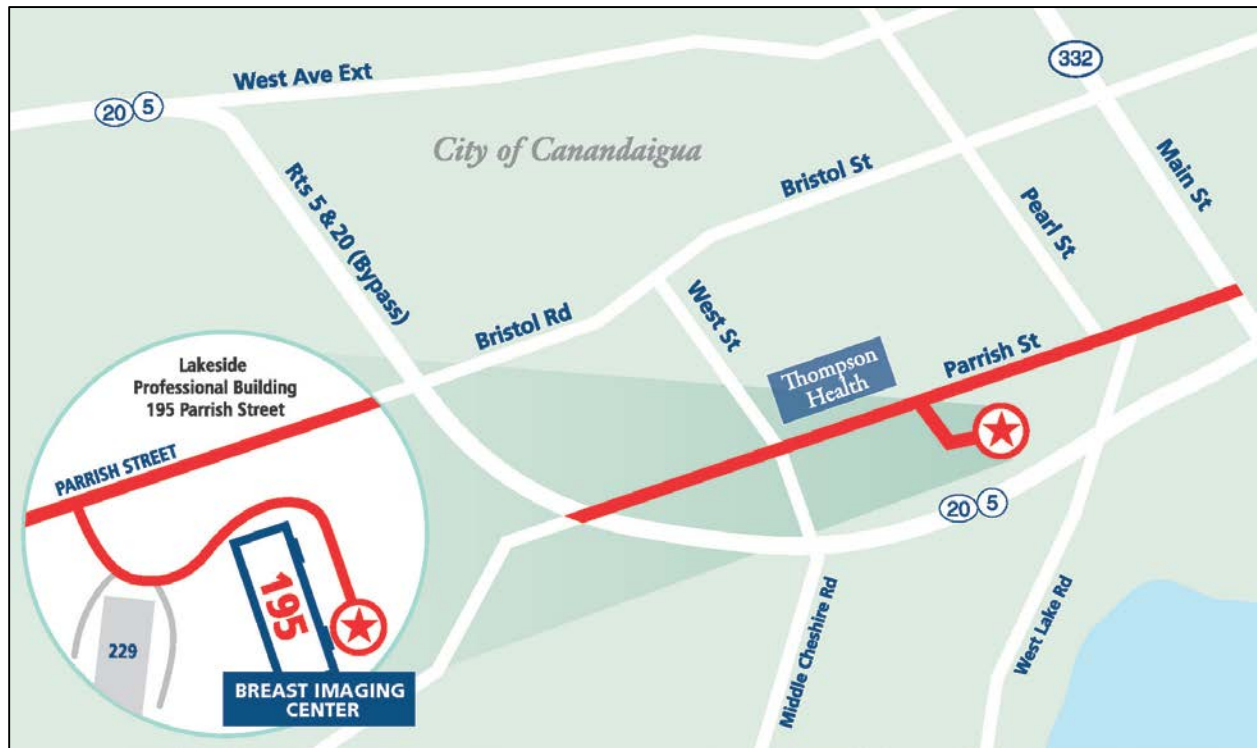 332
West Ave Ext
20 5
City of Canandaigua
Bristol St
Main St
Rts 5 & 20 (Bypass)
Pearl St
Bristol Rd
West St
Parrish St
Thompson
Health
Lakeside
Professional Building
195 Parrish Street
PARRISH STREET
20 5
195
229
Middle Cheshire Rd
West Lake Rd
BREAST IMAGING
CENTER